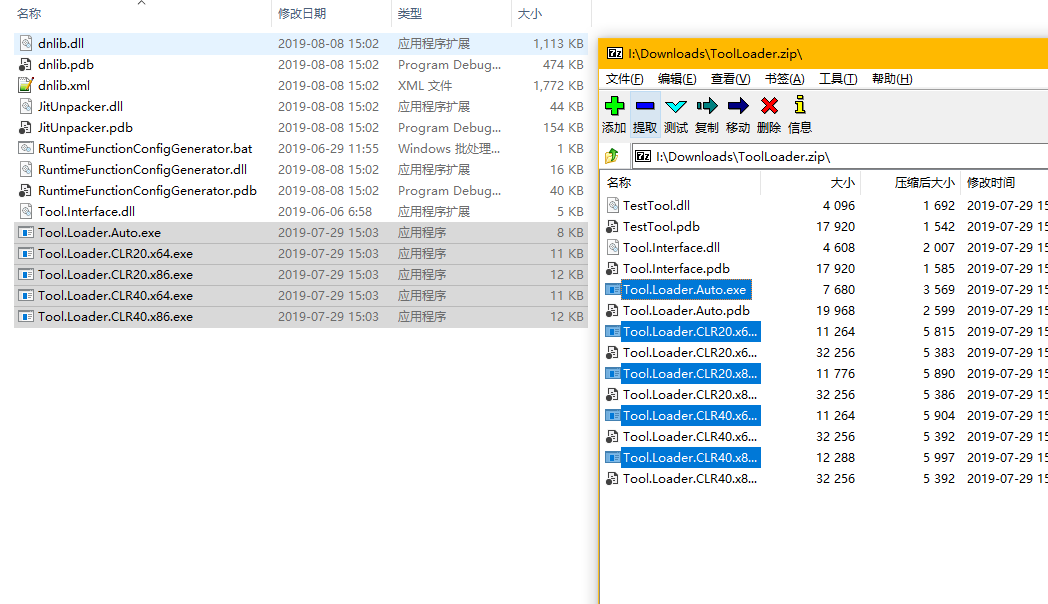 名称 修改日期 类型 大小
dnlib.dll 2019-08-08 15:02 应用程序扩展 1,113 KB
dnlib.pdb 2019-08-08 15:02 Program Debug... 474 KB
dnlib.xml 2019-08-08 15:02 XML 文件 1,772 KB
JitUnpacker.dll 2019-08-08 15:02 应用程序扩展 44 KB
JitUnpacker.pdb 2019-08-08 15:02 Program Debug... 154 KB
RuntimeFunctionConfigGenerator.bat 2019-06-29 11:55 Windows 批处理... 1 KB
RuntimeFunctionConfigGenerator.dll 2019-08-08 15:02 应用程序扩展 16 KB
RuntimeFunctionConfigGenerator.pdb 2019-08-08 15:02 Program Debug... 40 KB
Tool.Interface.dll 2019-06-06 6:58 应用程序扩展 5 KB
Tool.Loader.Auto.exe 2019-07-29 15:03 应用程序 8 KB
Tool.Loader.CLR20.x64.exe 2019-07-29 15:03 应用程序 11 KB
Tool.Loader.CLR20.x86.exe 2019-07-29 15:03 应用程序 12 KB
Tool.Loader.CLR40.x64.exe 2019-07-29 15:03 应用程序 11 KB
Tool.Loader.CLR40.x86.exe 2019-07-29 15:03 应用程序 12 KB
7z I:\Downloads\ToolLoader.zip\
文件(F) 编辑(E) 查看(V) 书签(A) 工具(T) 帮助(H)
添加 提取 测试 复制 移动 删除 信息
7z I:\Downloads\ToolLoader.zip\
名称 大小 压缩后大小 修改时间
TestTool.dll 4 096 1 692 2019-07-29 15
TestTool.pdb 17 920 1 542 2019-07-29 15
Tool.Interface.dll 4 608 2 007 2019-07-29 15
Tool.Interface.pdb 17 920 1 585 2019-07-29 15
Tool.Loader.Auto.exe 7 680 3 569 2019-07-29 15
Tool.Loader.Auto.pdb 19 968 2 599 2019-07-29 15
Tool.Loader.CLR20.x6... 11 264 5 815 2019-07-29 15
Tool.Loader.CLR20.x6... 32 256 5 383 2019-07-29 15
Tool.Loader.CLR20.x8... 11 776 5 890 2019-07-29 15
Tool.Loader.CLR20.x8... 32 256 5 386 2019-07-29 15
Tool.Loader.CLR40.x6... 11 264 5 904 2019-07-29 15
Tool.Loader.CLR40.x6... 32 256 5 392 2019-07-29 15
Tool.Loader.CLR40.x8... 12 288 5 997 2019-07-29 15
Tool.Loader.CLR40.x8... 32 256 5 392 2019-07-29 15